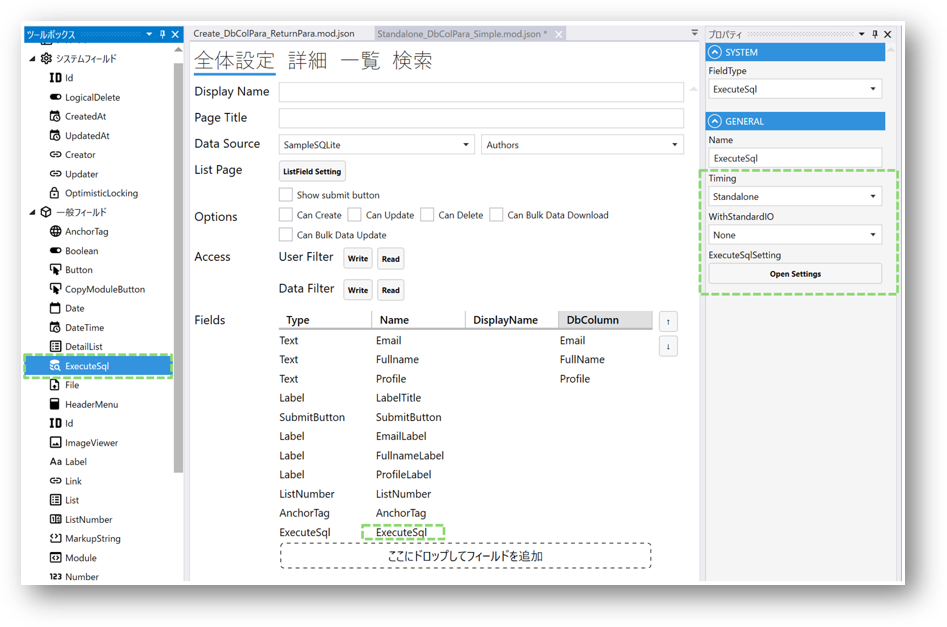 ツールボックス
システムフィールド
Id
LogicalDelete
CreatedAt
UpdatedAt
Creator
Updater
OptimisticLocking
一般フィールド
AnchorTag
Boolean
Button
CopyModuleButton
Date
DateTime
DetailList
ExecuteSql
File
HeaderMenu
Id
ImageViewer
Label
Link
List
ListNumber
MarkupString
Module
Number
Create_DbColPara_ReturnPara.mod.json
Standalone_DbColPara_Simple.mod.json *
全体設定 詳細 一覧 検索
Display Name
Page Title
Data Source SampleSQLite Authors
List Page ListField Setting
Show submit button
Options Can Create Can Update Can Delete Can Bulk Data Download
Can Bulk Data Update
Access User Filter Write Read
Data Filter Write Read
Fields Type Name DisplayName DbColumn ↑
↓
Text Email Email
Text Fullname FullName
Text Profile Profile
Label LabelTitle
SubmitButton SubmitButton
Label EmailLabel
Label FullnameLabel
Label ProfileLabel
ListNumber ListNumber
AnchorTag AnchorTag
ExecuteSql ExecuteSql
ここにドロップしてフィールドを追加
プロパティ
SYSTEM
FieldType
ExecuteSql
GENERAL
Name
ExecuteSql
Timing
Standalone
WithStandardIO
None
ExecuteSqlSetting
Open Settings